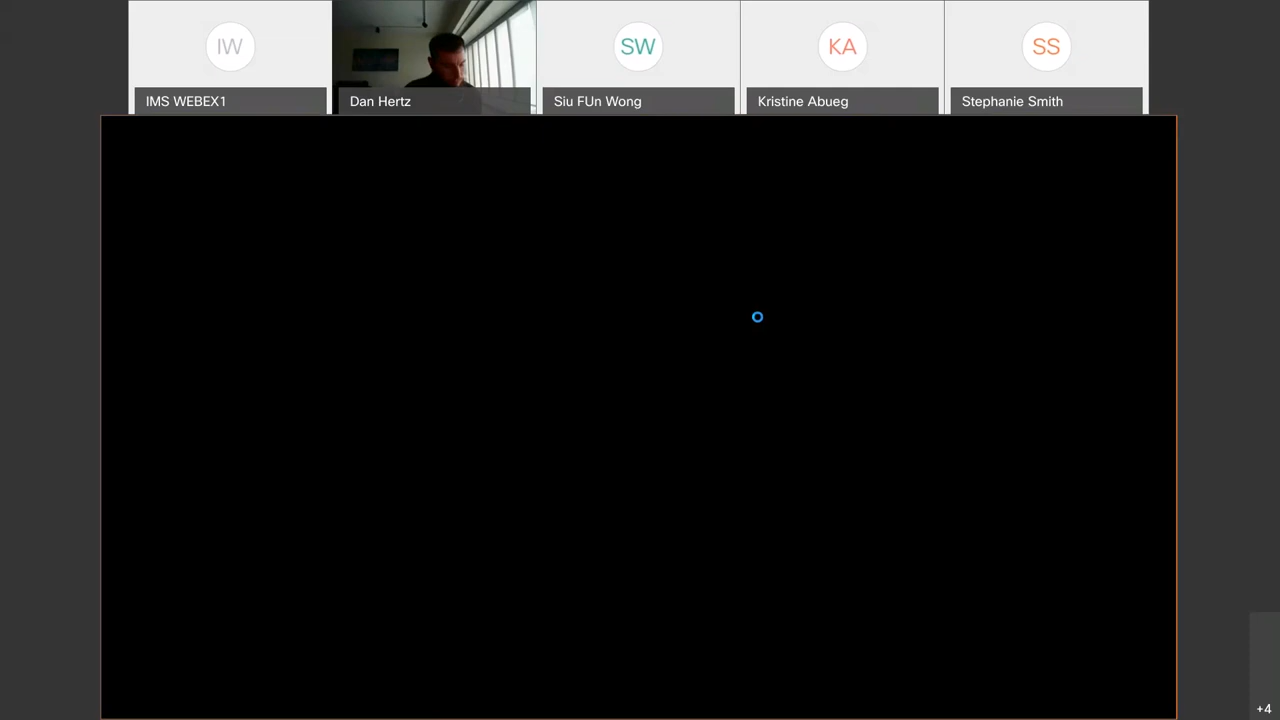 IW
SW
KA
SS
IMS WEBEX1
Dan Hertz
Siu FUn Wong
Kristine Abueg
Stephanie Smith
+4